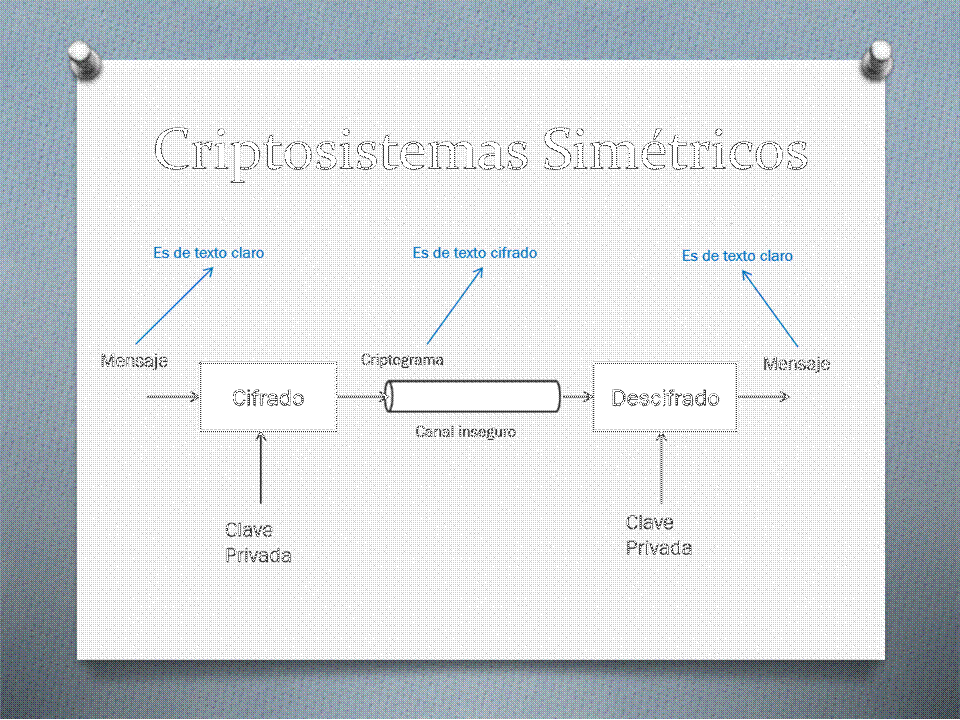 Criptosistemas Simétricos
Es de texto claro
Es de texto cifrado
Es de texto claro
Mensaje
Criptograma
Mensaje
Cifrado
Descifrado
Canal inseguro
Clave
Privada
Clave
Privada